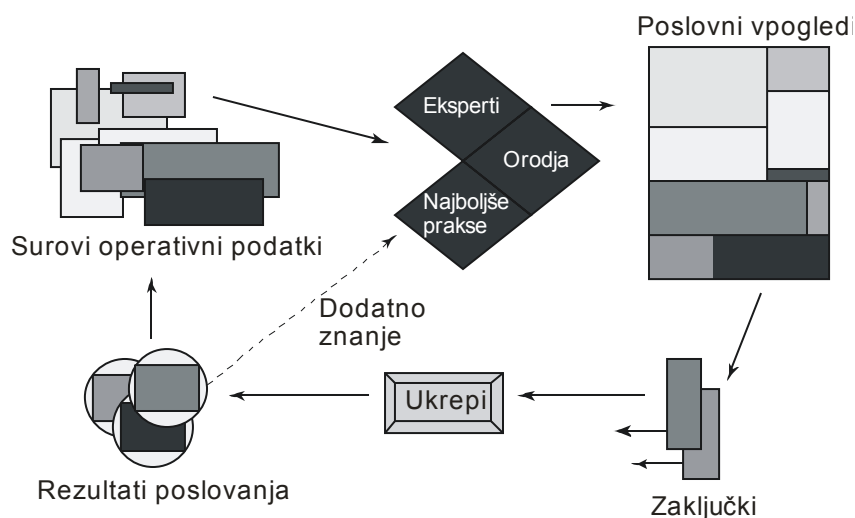 Poslovni vpogledi
Eksperti
Orodja
Najboljše
prakse
Surovi operativni podatki
Dodatno
znanje
Ukrepi
Rezultati poslovanja
Zaključki